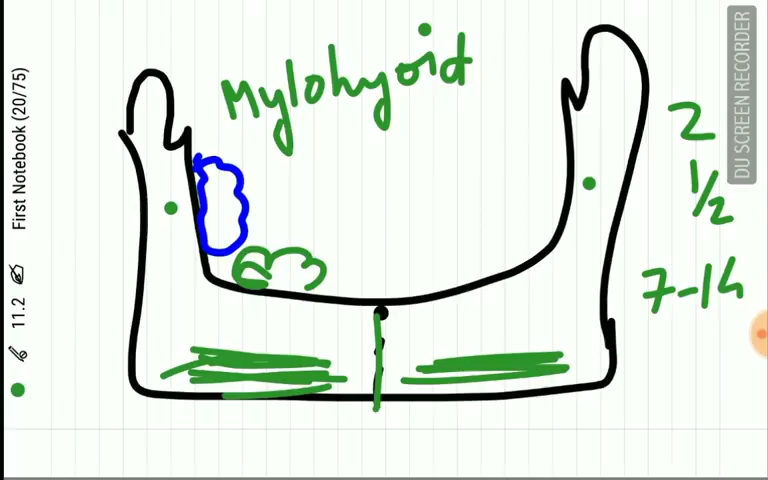 Mylohyoid
2
1/2
7-14
First Notebook (20/75)
11.2
DU SCREEN RECORDER